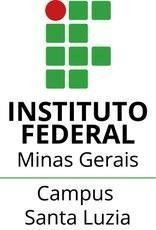 INSTITUTO
FEDERAL
Minas Gerais
Campus
Santa Luzia